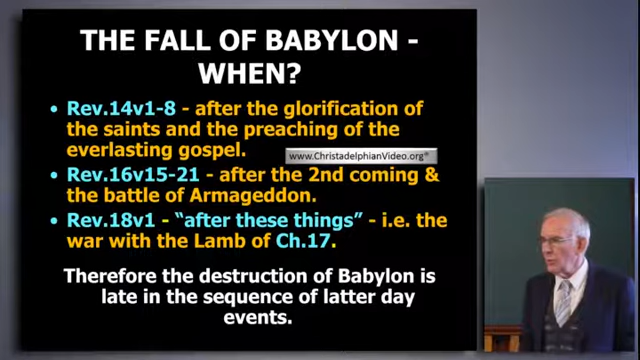 THE FALL OF BABYLON -
WHEN?
• Rev.14v1-8 - after the glorification of
the saints and the preaching of the
everlasting gospel.
www.ChristadelphianVideo.org®
• Rev.16v15-21 - after the 2nd coming &
the battle of Armageddon.
• Rev.18v1 - “after these things” - i.e. the
war with the Lamb of Ch.17.
Therefore the destruction of Babylon is
late in the sequence of latter day
events.